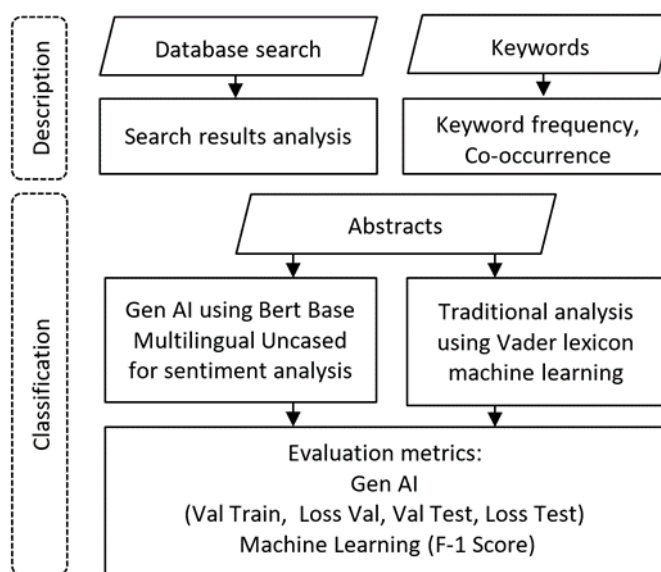 Description
Database search
Keywords
Search results analysis
Keyword frequency,
Co-occurrence
Classification
Abstracts
Gen AI using Bert Base
Multilingual Uncased
for sentiment analysis
Traditional analysis
using Vader lexicon
machine learning
Evaluation metrics:
Gen AI
(Val Train, Loss Val, Val Test, Loss Test)
Machine Learning (F-1 Score)